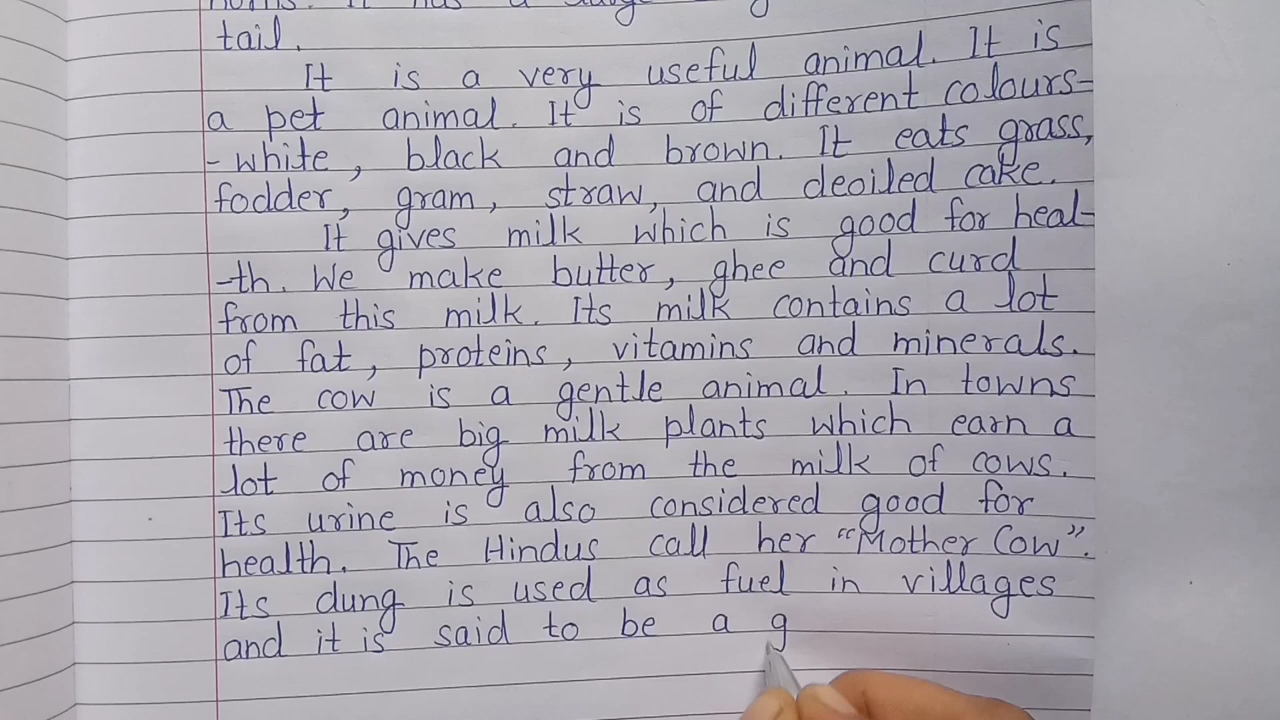 tail.
It is a very useful animal. It is
a pet animal. It is of different colours-
-white, black and brown. It eats grass,
fodder, gram, straw, and deoiled cake.
It gives milk which is good for heal-
-th. We make butter, ghee and curd
from this milk. Its milk contains a lot
of fat, proteins, vitamins and minerals.
The cow is a gentle animal. In towns
there are big milk plants which earn a
lot of money from the milk of cows.
Its urine is also considered good for
health. The Hindus call her "Mother Cow".
Its dung is used as fuel in villages
and it is said to be a g